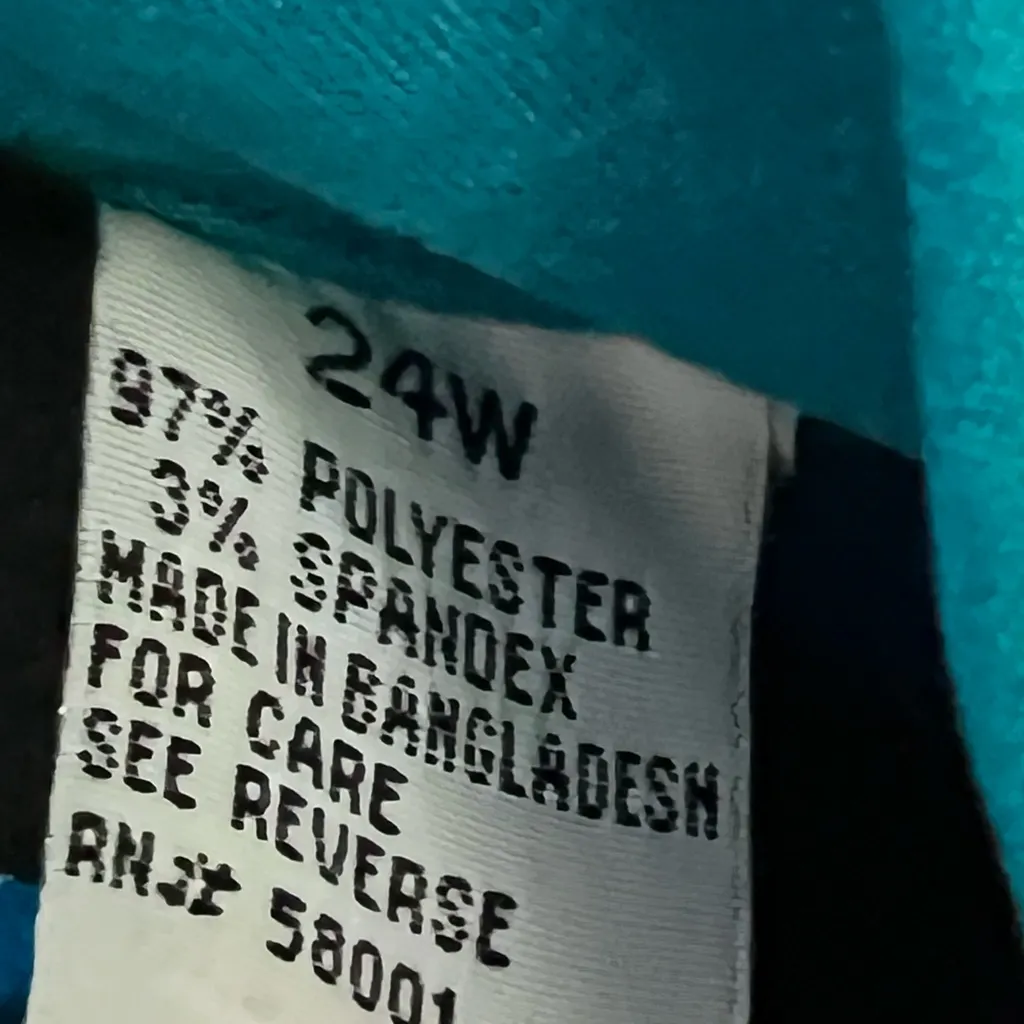 24W
97% POLYESTER
3% SPANDEX
MADE IN BANGLADESH
FOR CARE
SEE REVERSE
RN# 58001